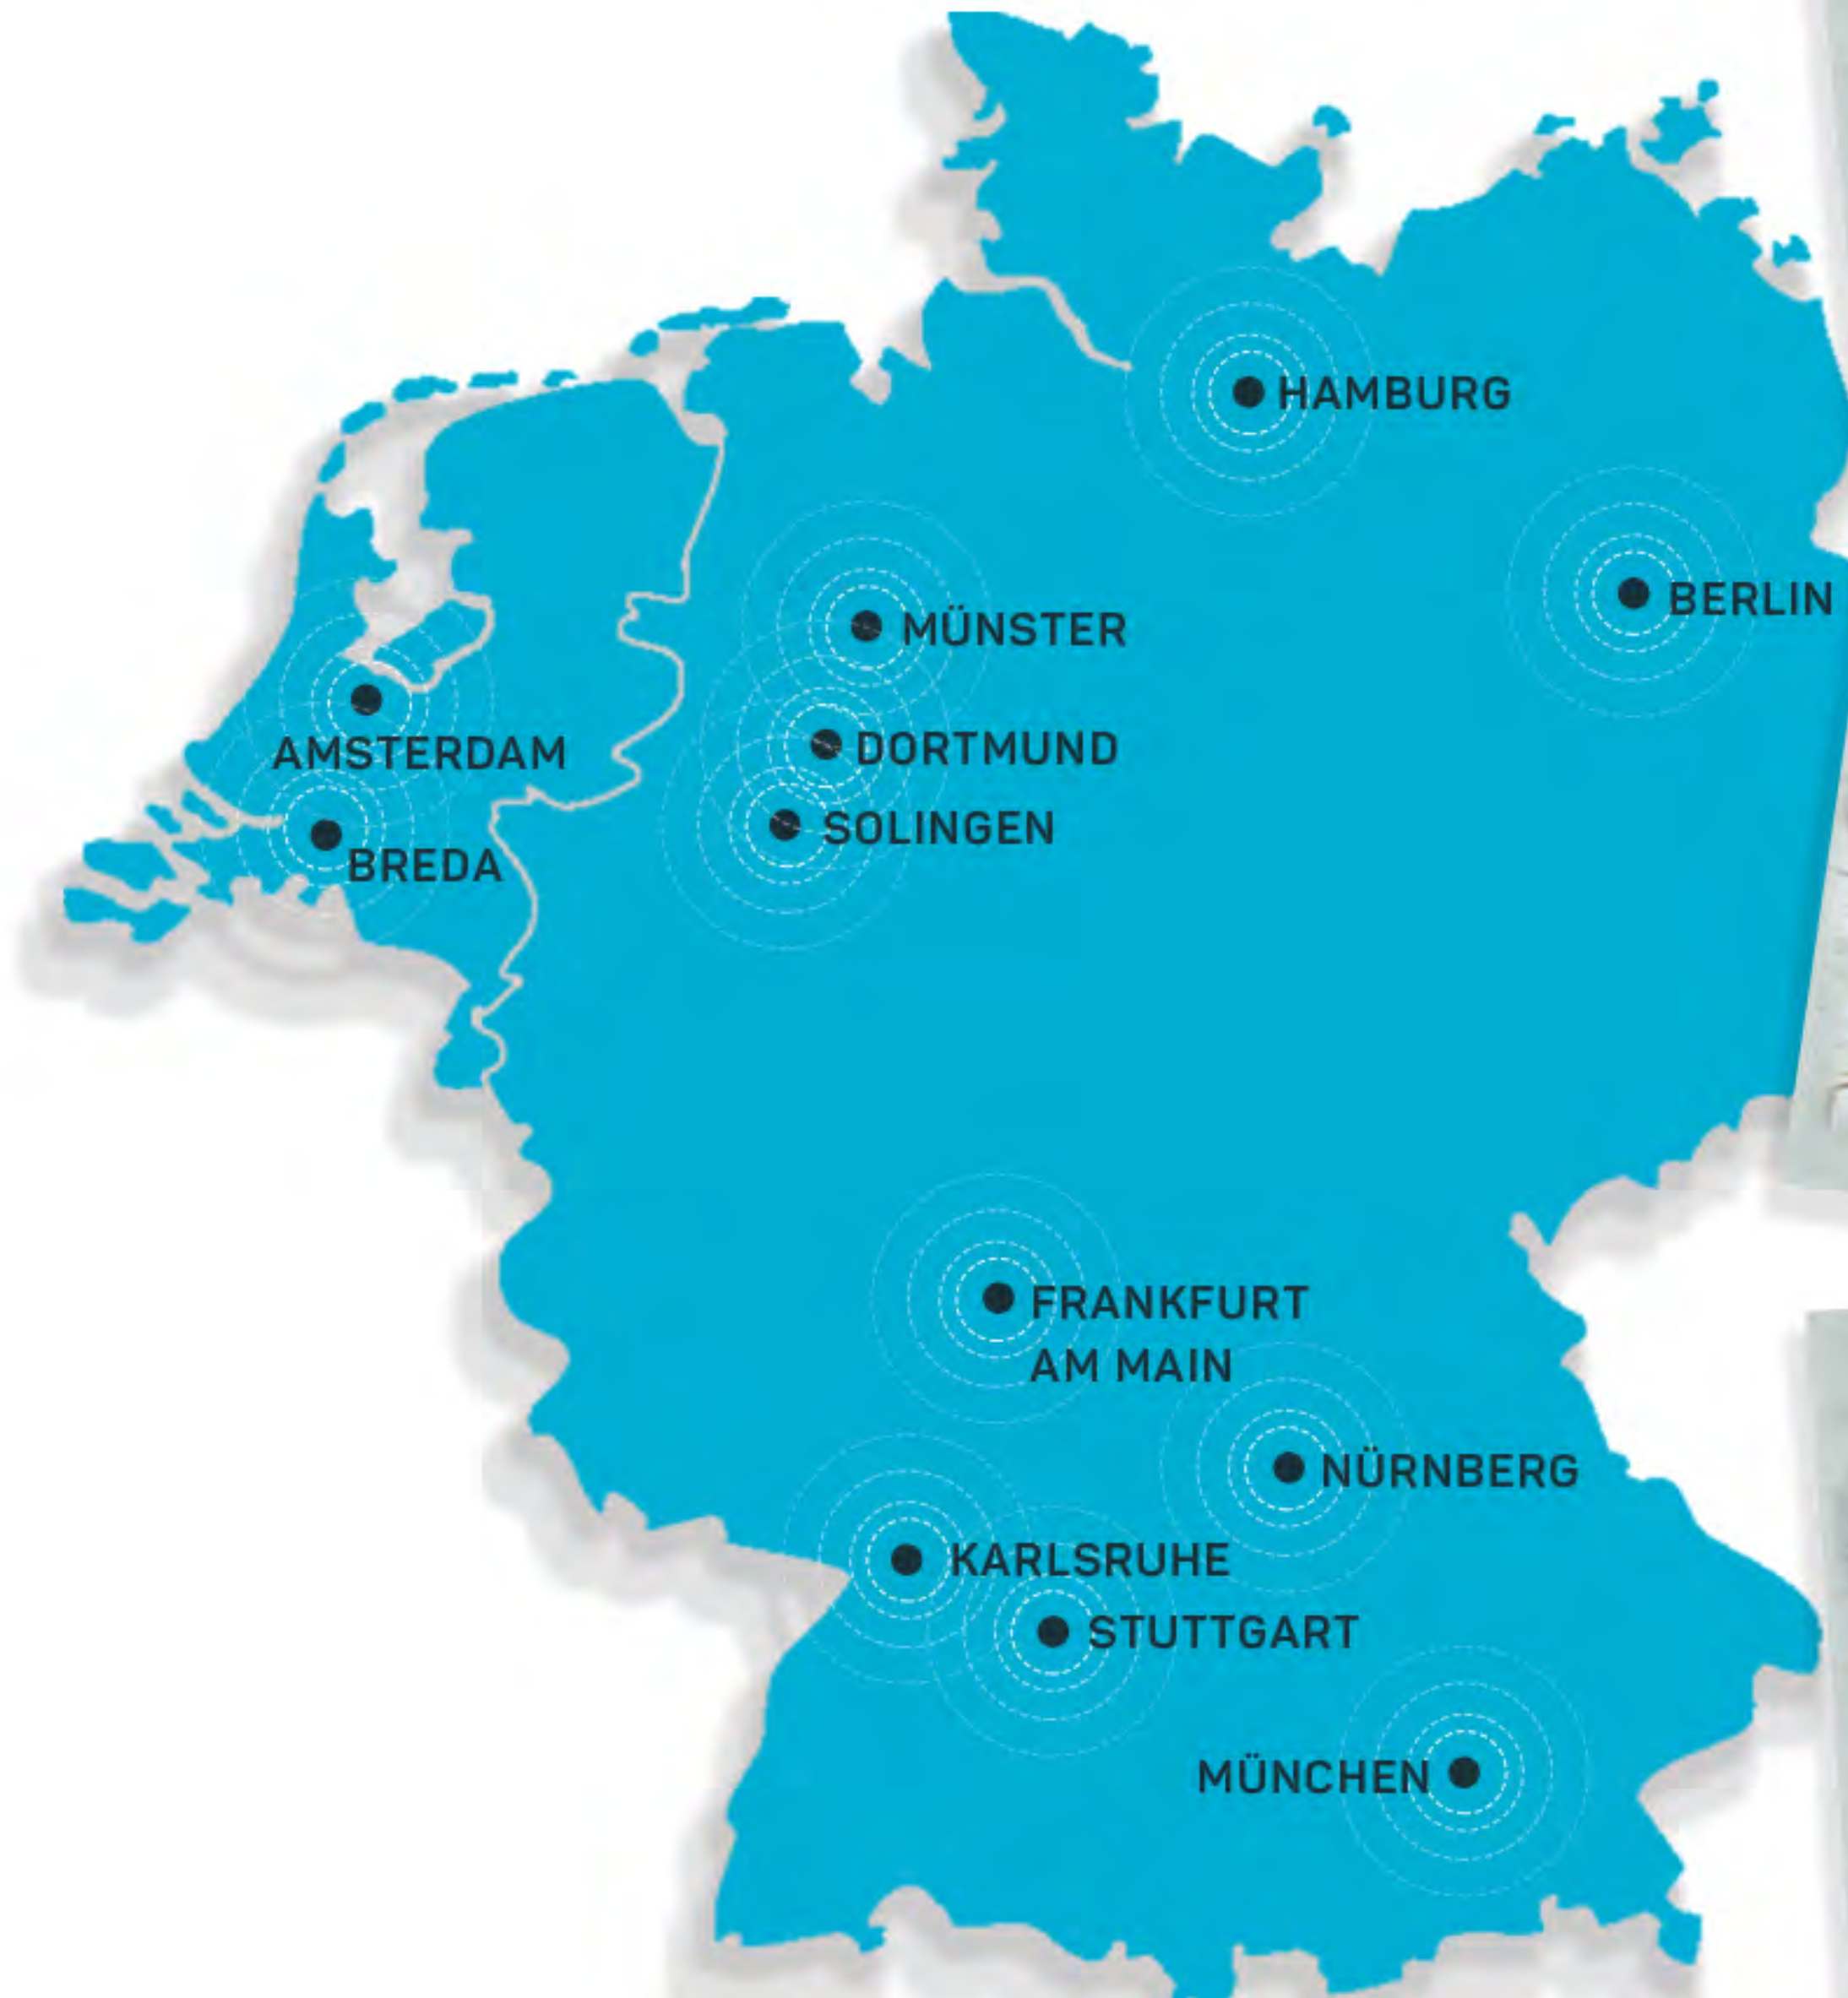 HAMBURG
BERLIN
MÜNSTER
DORTMUND
AMSTERDAM
SOLINGEN
BREDA
FRANKFURT
AM MAIN
NÜRNBERG
KARLSRUHE
STUTTGART
MÜNCHEN